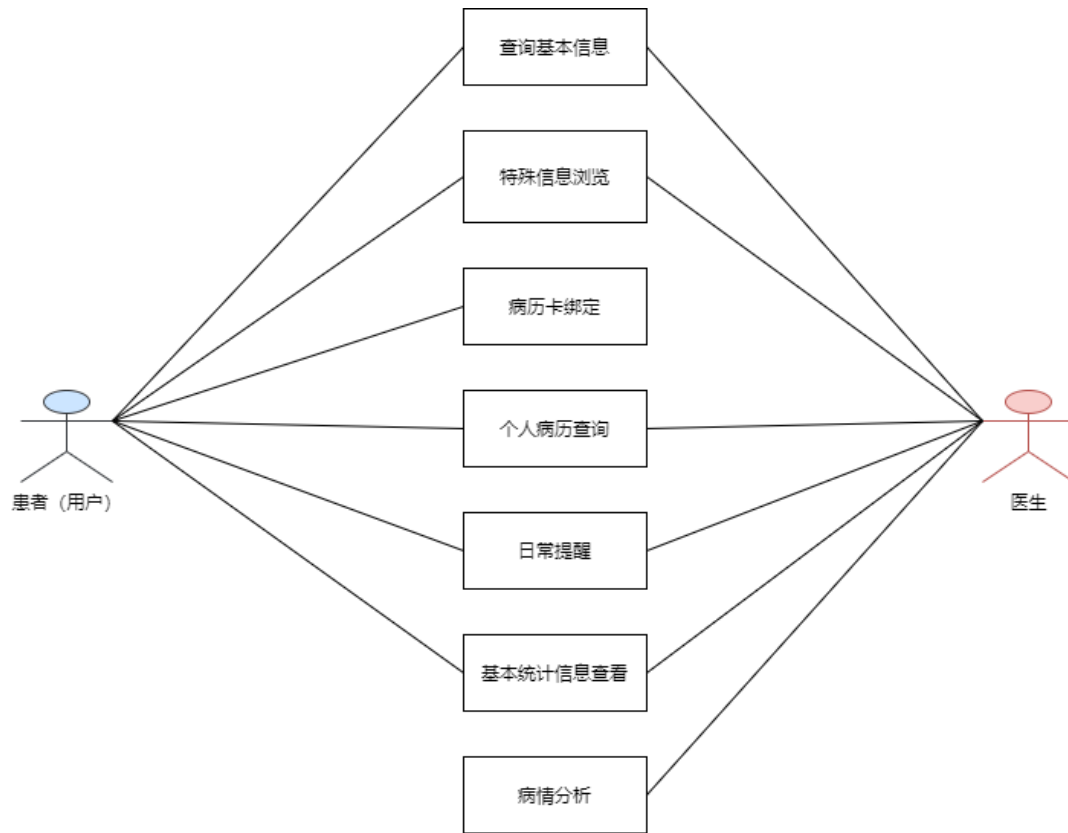 查询基本信息
特殊信息浏览
病历卡绑定
个人病历查询
患者（用户）
医生
日常提醒
基本统计信息查看
病情分析